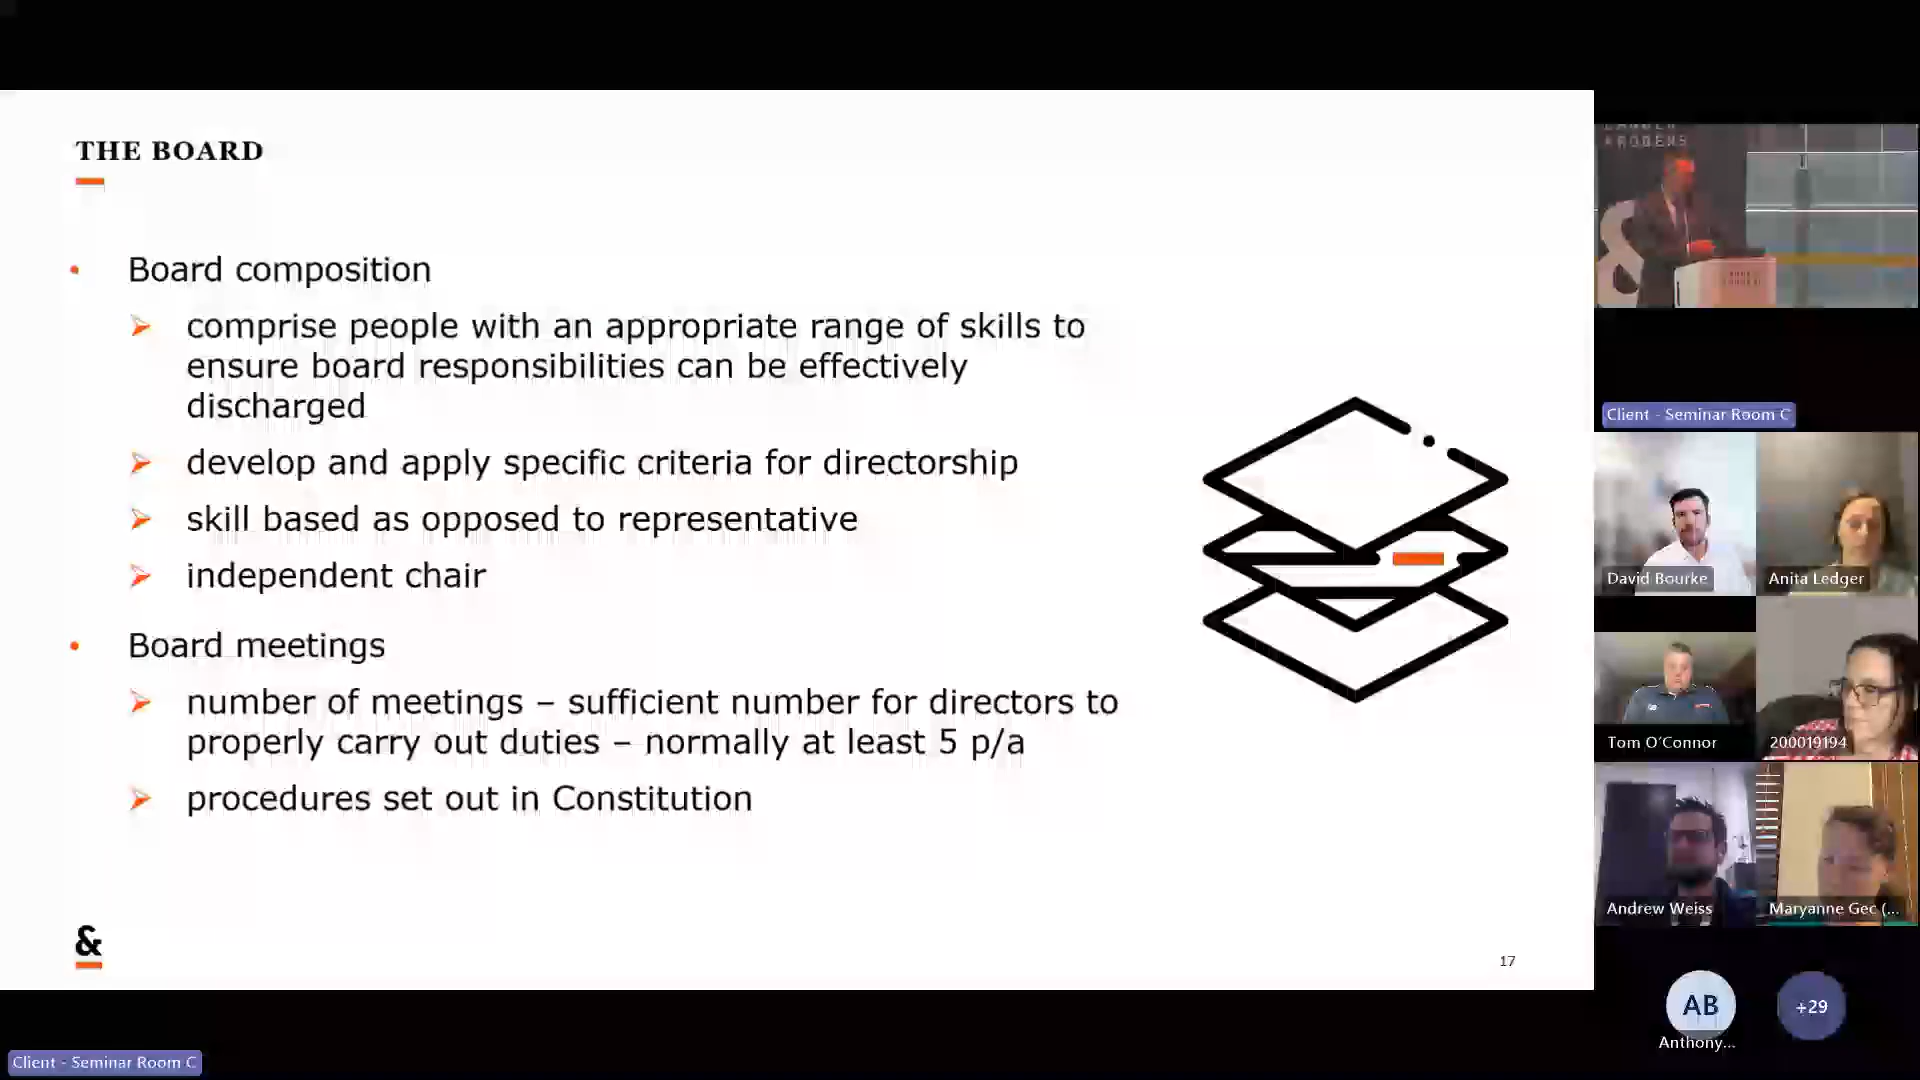 THE BOARD
• Board composition
➢ comprise people with an appropriate range of skills to
ensure board responsibilities can be effectively
discharged
➢ develop and apply specific criteria for directorship
➢ skill based as opposed to representative
➢ independent chair
• Board meetings
➢ number of meetings – sufficient number for directors to
properly carry out duties – normally at least 5 p/a
➢ procedures set out in Constitution
&
17
Client - Seminar Room C
&
Client - Seminar Room C
David Bourke
Anita Ledger
Tom O'Connor
200019194
Andrew Weiss
Maryanne Gec (...
AB
Anthony...
+29